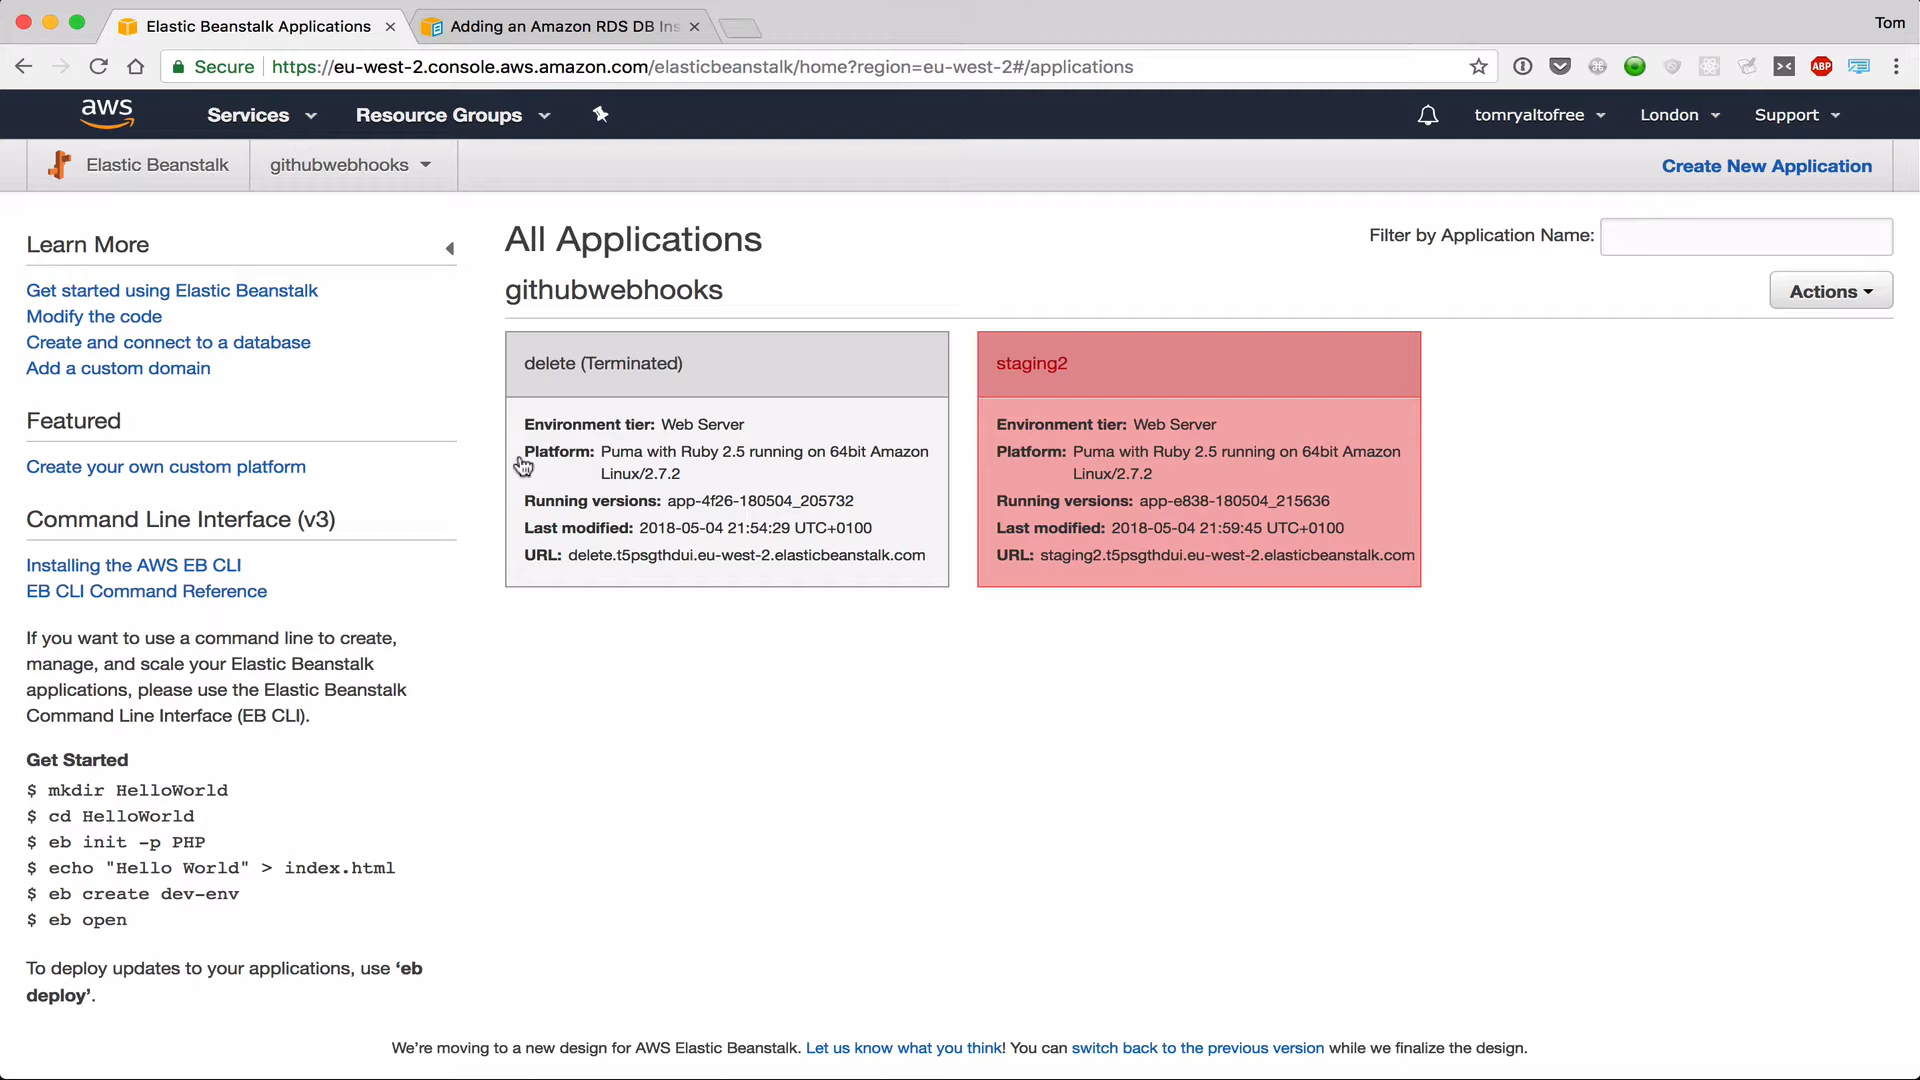 Elastic Beanstalk Applications
Adding an Amazon RDS DB Ins
Tom
Secure https://eu-west-2.console.aws.amazon.com/elasticbeanstalk/home?region=eu-west-2#/applications
ABP
aws Services Resource Groups tomryaltofree London Support
Elastic Beanstalk githubwebhooks Create New Application
Learn More
Get started using Elastic Beanstalk
Modify the code
Create and connect to a database
Add a custom domain
Featured
Create your own custom platform
Command Line Interface (v3)
Installing the AWS EB CLI
EB CLI Command Reference
If you want to use a command line to create,
manage, and scale your Elastic Beanstalk
applications, please use the Elastic Beanstalk
Command Line Interface (EB CLI).
Get Started
$ mkdir HelloWorld
$ cd HelloWorld
$ eb init -p PHP
$ echo "Hello World" > index.html
$ eb create dev-env
$ eb open
To deploy updates to your applications, use ‘eb
deploy’.
All Applications
Filter by Application Name:
githubwebhooks
Actions
delete (Terminated)
Environment tier: Web Server
Platform: Puma with Ruby 2.5 running on 64bit Amazon
Linux/2.7.2
Running versions: app-4f26-180504_205732
Last modified: 2018-05-04 21:54:29 UTC+0100
URL: delete.t5psgthdui.eu-west-2.elasticbeanstalk.com
staging2
Environment tier: Web Server
Platform: Puma with Ruby 2.5 running on 64bit Amazon
Linux/2.7.2
Running versions: app-e838-180504_215636
Last modified: 2018-05-04 21:59:45 UTC+0100
URL: staging2.t5psgthdui.eu-west-2.elasticbeanstalk.com
We’re moving to a new design for AWS Elastic Beanstalk. Let us know what you think! You can switch back to the previous version while we finalize the design.